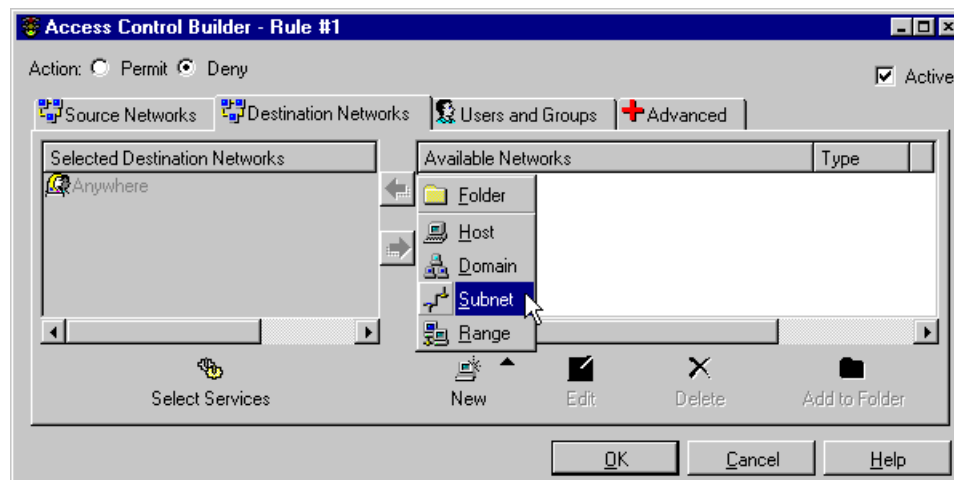 Access Control Builder - Rule #1
Action: Permit Deny
Active
Source Networks Destination Networks Users and Groups Advanced
Selected Destination Networks Available Networks Type
Anywhere
Folder
Host
Domain
Subnet
Range
Select Services New Edit Delete Add to Folder
OK Cancel Help